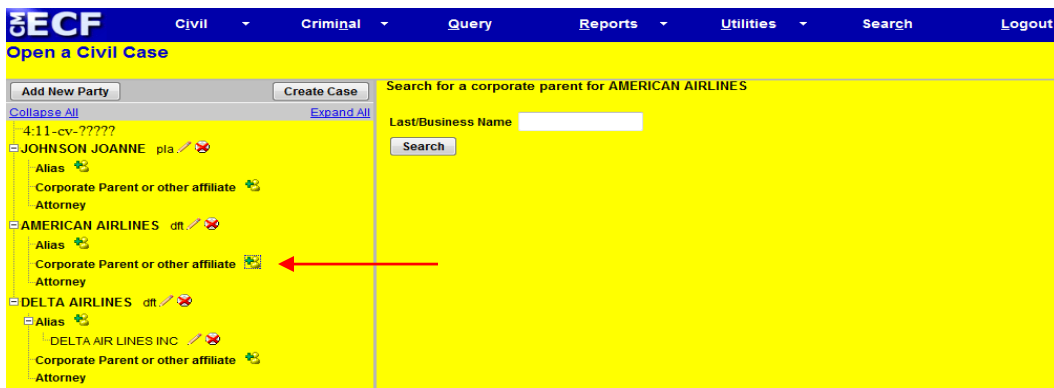 CM ECF Civil Criminal Query Reports Utilities Search Logout
Open a Civil Case
Add New Party Create Case
Collapse All Expand All
4:11-cv-?????
JOHNSON JOANNE pla
Alias
Corporate Parent or other affiliate
Attorney
AMERICAN AIRLINES dft
Alias
Corporate Parent or other affiliate
Attorney
DELTA AIRLINES dft
Alias
DELTA AIR LINES INC
Corporate Parent or other affiliate
Attorney
Search for a corporate parent for AMERICAN AIRLINES
Last/Business Name
Search